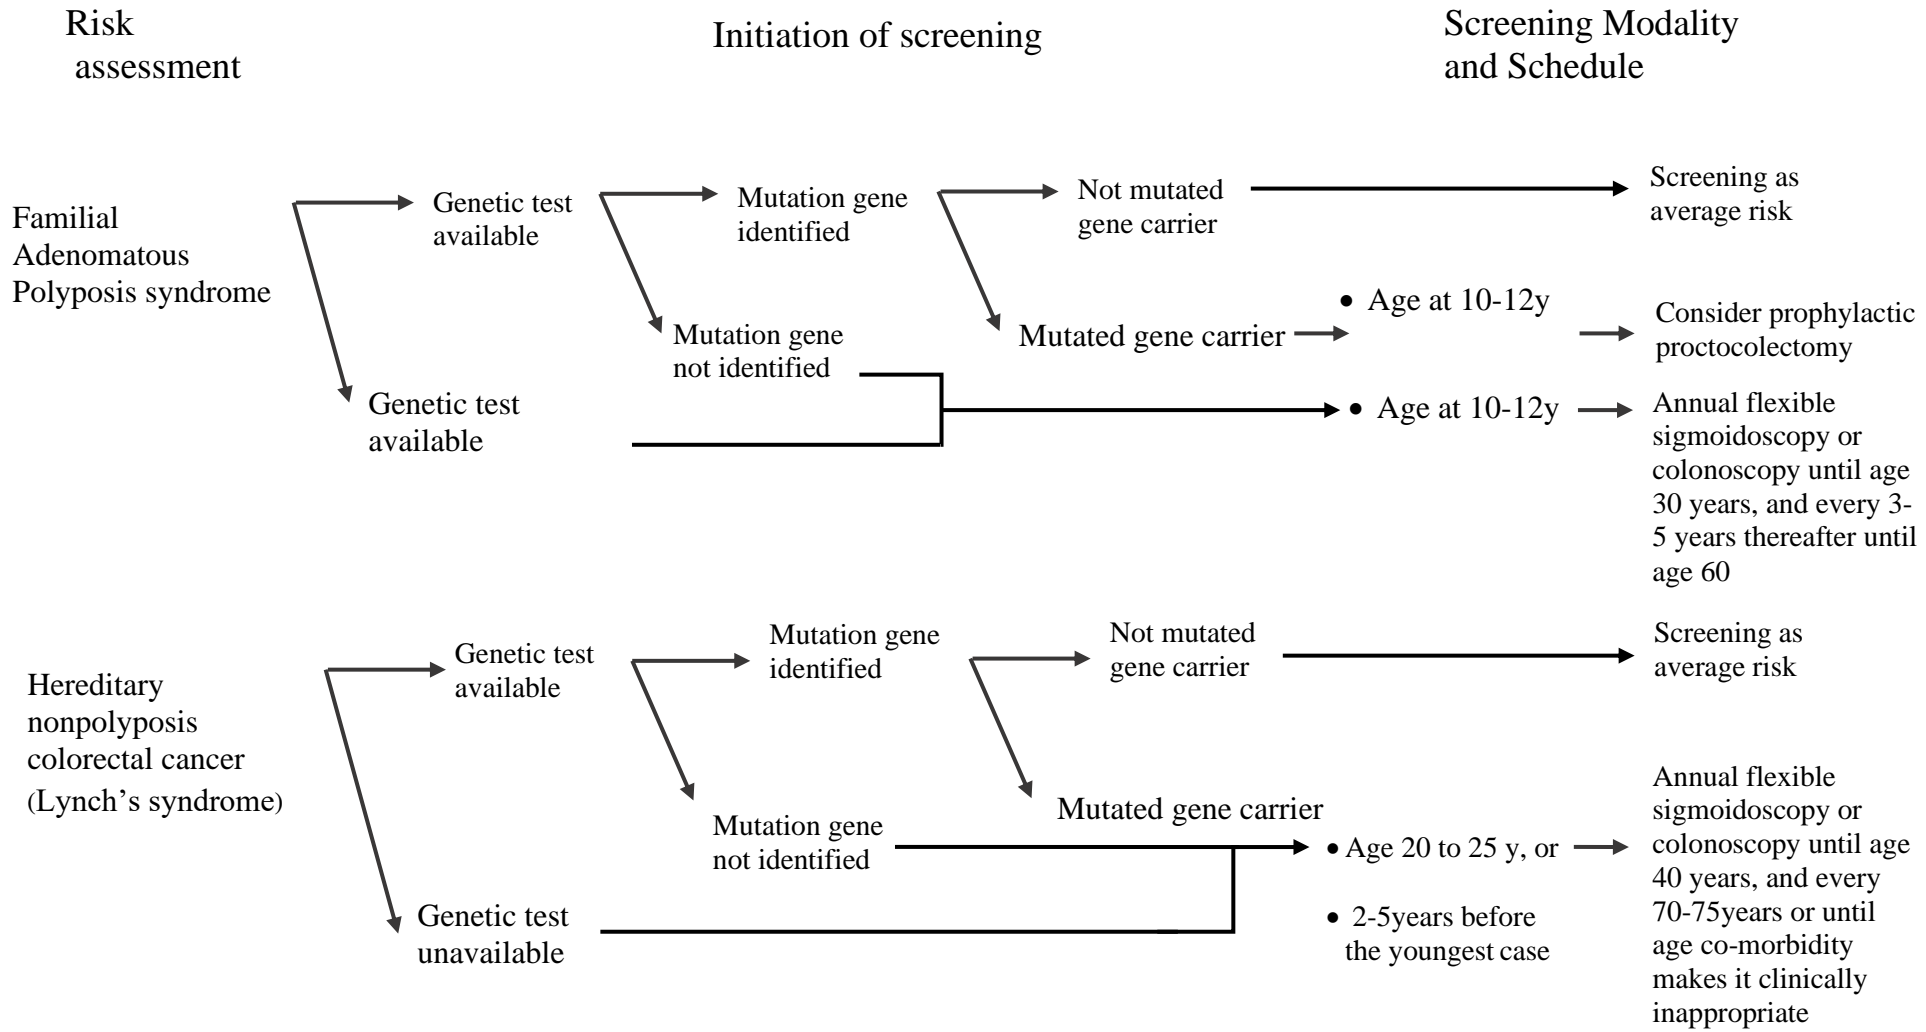 Risk
assessment
Initiation of screening
Screening Modality
and Schedule
Familial
Adenomatous
Polyposis syndrome
Genetic test
available
Mutation gene
identified
Not mutated
gene carrier
Screening as
average risk
Mutation gene
not identified
Mutated gene carrier
• Age at 10-12y
Consider prophylactic
proctocolectomy
Genetic test
available
• Age at 10-12y
Annual flexible
sigmoidoscopy or
colonoscopy until age
30 years, and every 3-
5 years thereafter until
age 60
Hereditary
nonpolyposis
colorectal cancer
(Lynch’s syndrome)
Genetic test
available
Mutation gene
identified
Not mutated
gene carrier
Screening as
average risk
Mutation gene
not identified
Mutated gene carrier
Genetic test
unavailable
• Age 20 to 25 y, or
• 2-5years before
the youngest case
Annual flexible
sigmoidoscopy or
colonoscopy until age
40 years, and every
70-75years or until
age co-morbidity
makes it clinically
inappropriate